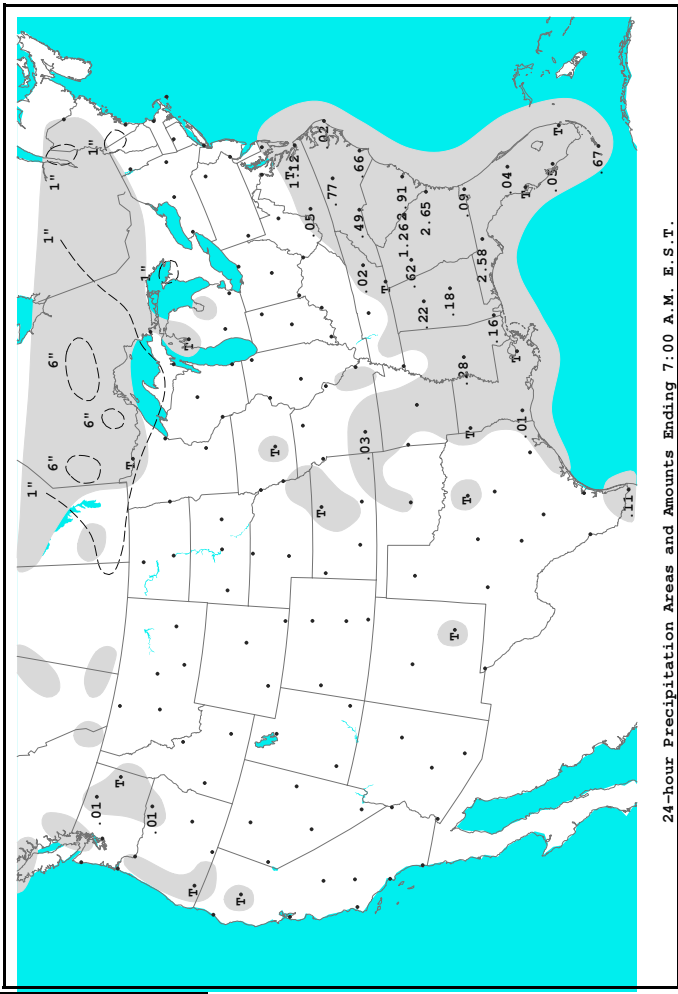 1"
1"
1"
6"
6"
6"
1"
.01
T
T
1"
.01
T
T
T
T
T
.05
T
.02
.77
.49
.66
.02
.03
T
1.26
.62
.22
2.65
.18
T
.28
.09
T
T
2.58
.16
.04
T
.01
T
.05
T
.67
.11
24-hour Precipitation Areas and Amounts Ending 7:00 A.M. E.S.T.